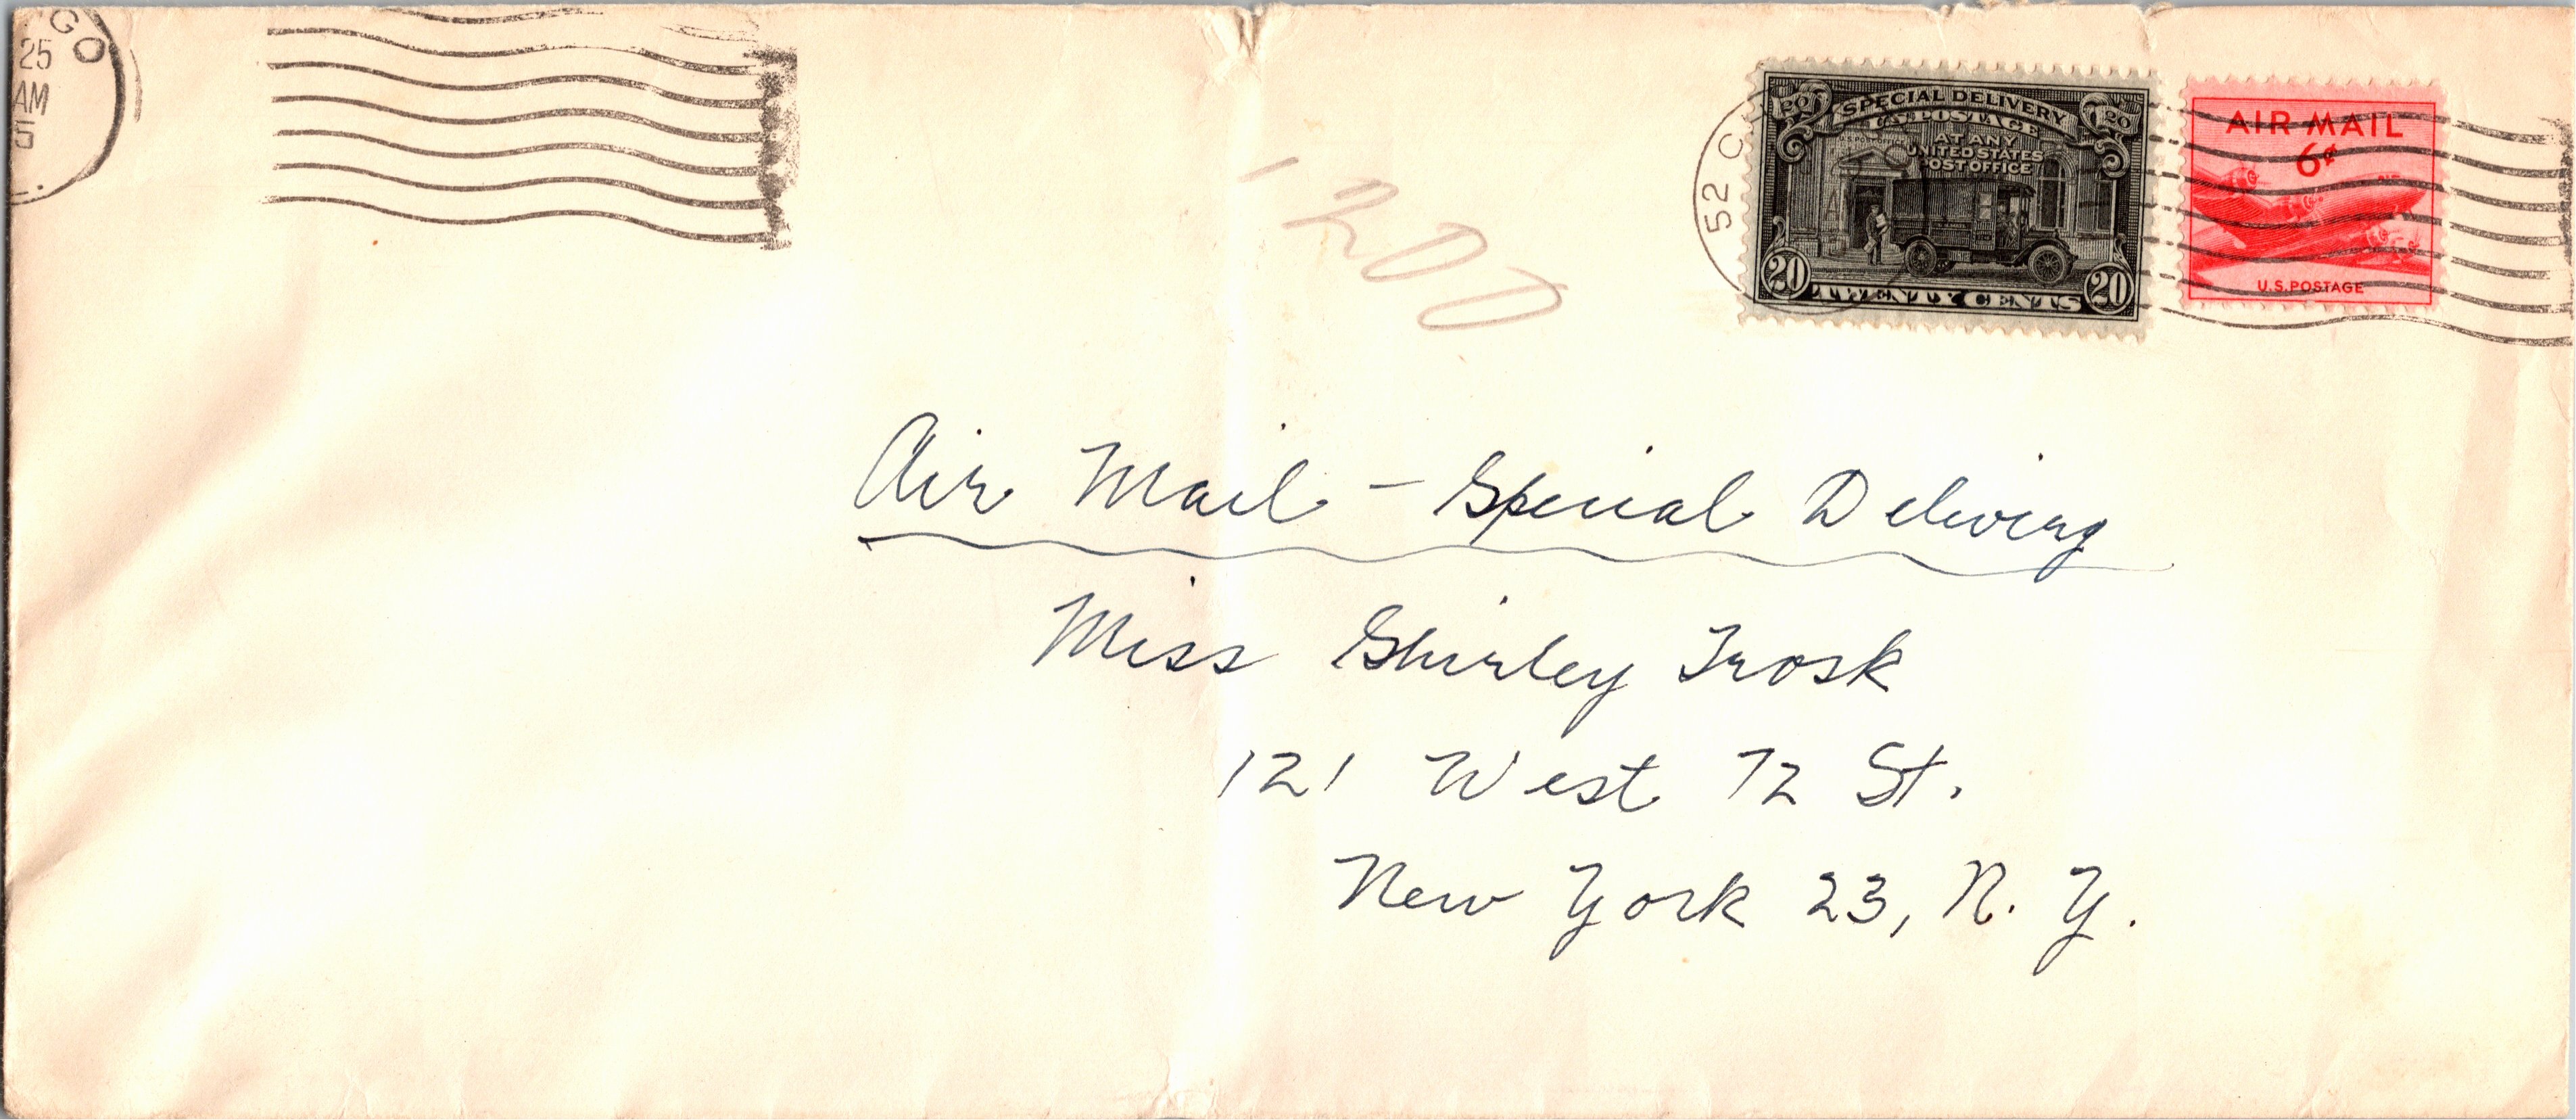 GO
25
AM
5
52 C
20 SPECIAL DELIVERY 20
U.S. POSTAGE
AT ANY
UNITED STATES
POST OFFICE
20 TWENTY CENTS 20
AIR MAIL
6¢
U.S. POSTAGE
1200
Air Mail - Special Delivery
Miss Shirley Trosk
121 West 72 St.
New York 23, N. Y.